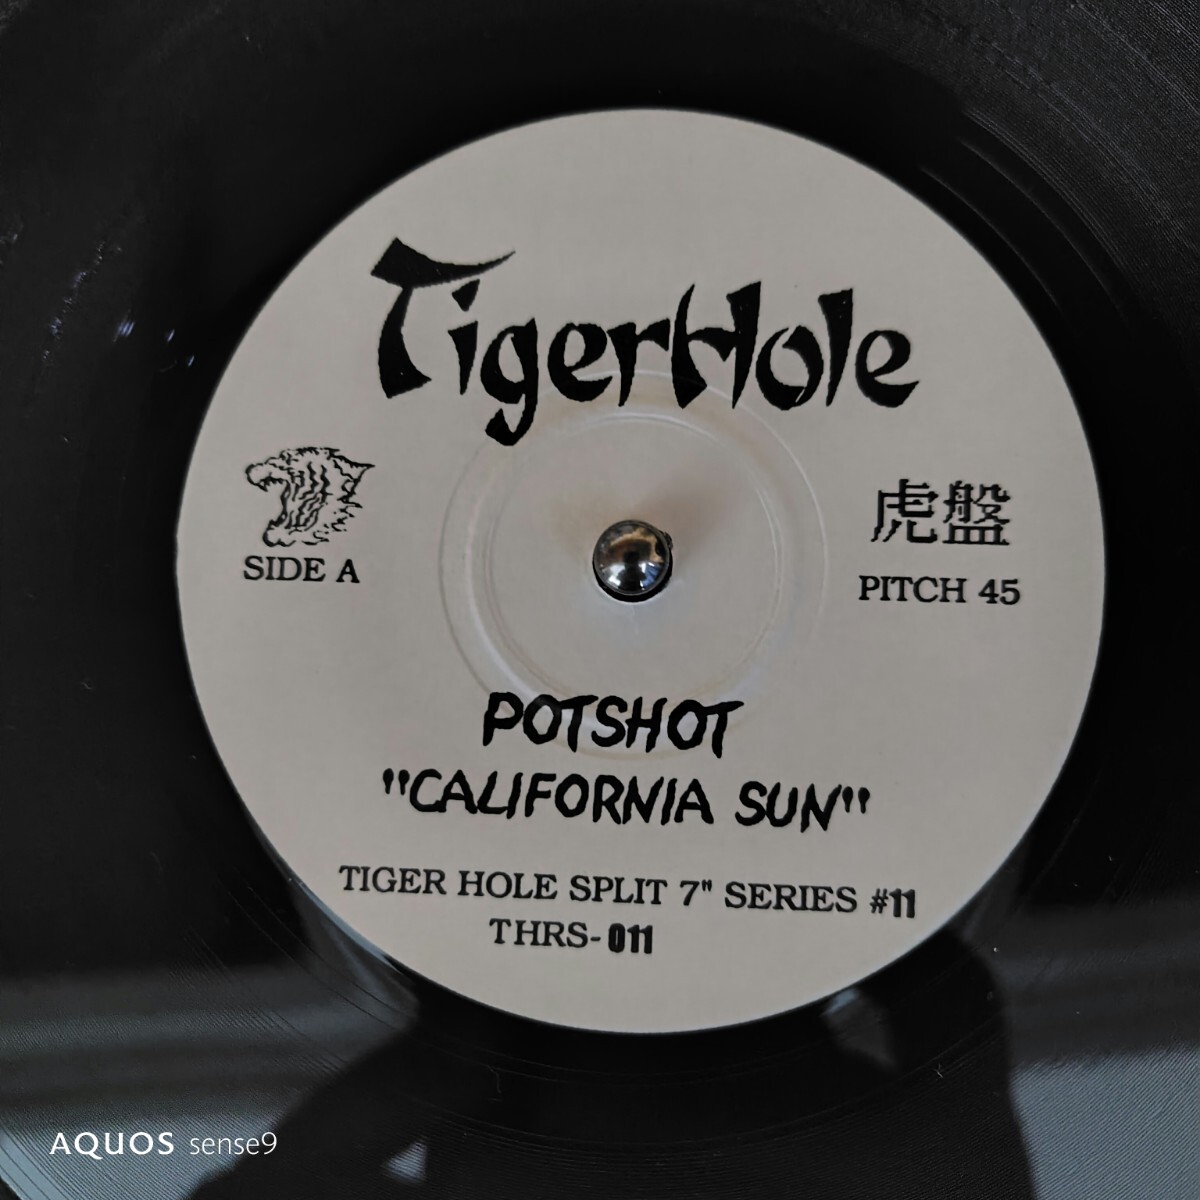 TigerHole
SIDE A
虎盤
PITCH 45
POTSHOT
"CALIFORNIA SUN"
TIGER HOLE SPLIT 7" SERIES #11
THRS-011
AQUOS sense9